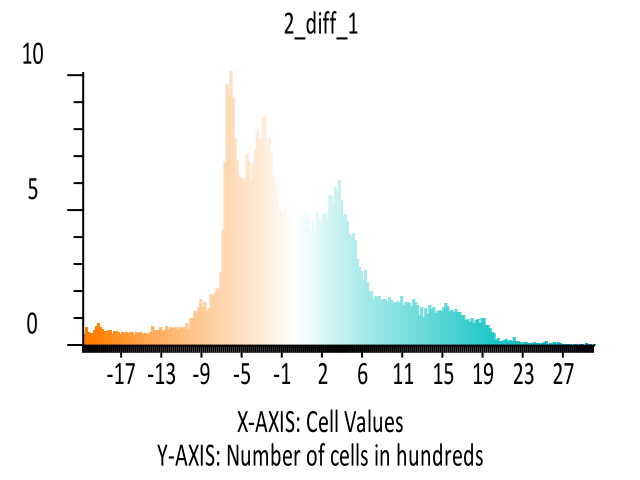 2_diff_1
10
5
0
-17 -13 -9 -5 -1 2 6 11 15 19 23 27
X-AXIS: Cell Values
Y-AXIS: Number of cells in hundreds